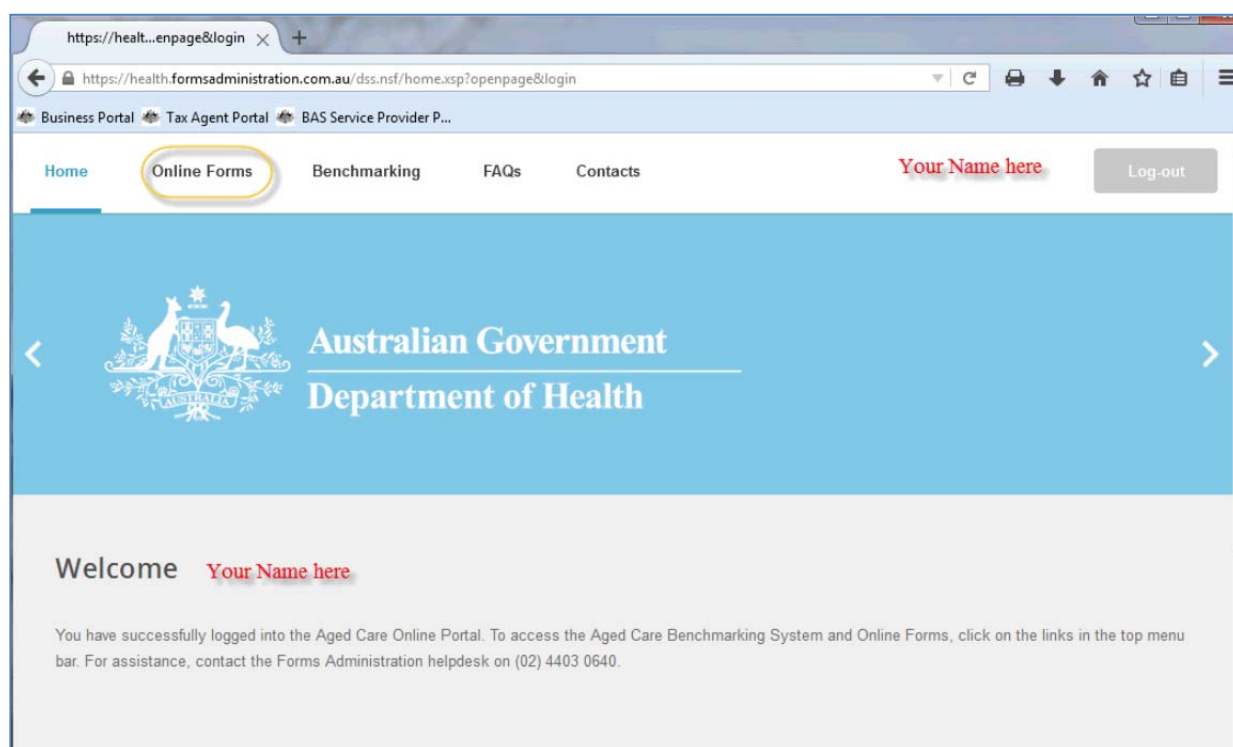 https://healt...enpage&login
https://health.formsadministration.com.au/dss.nsf/home.xsp?openpage&login
Business Portal Tax Agent Portal BAS Service Provider P...
Home Online Forms Benchmarking FAQs Contacts Your Name here Log-out
Australian Government
Department of Health
AUSTRALIA
Welcome Your Name here
You have successfully logged into the Aged Care Online Portal. To access the Aged Care Benchmarking System and Online Forms, click on the links in the top menu
bar. For assistance, contact the Forms Administration helpdesk on (02) 4403 0640.